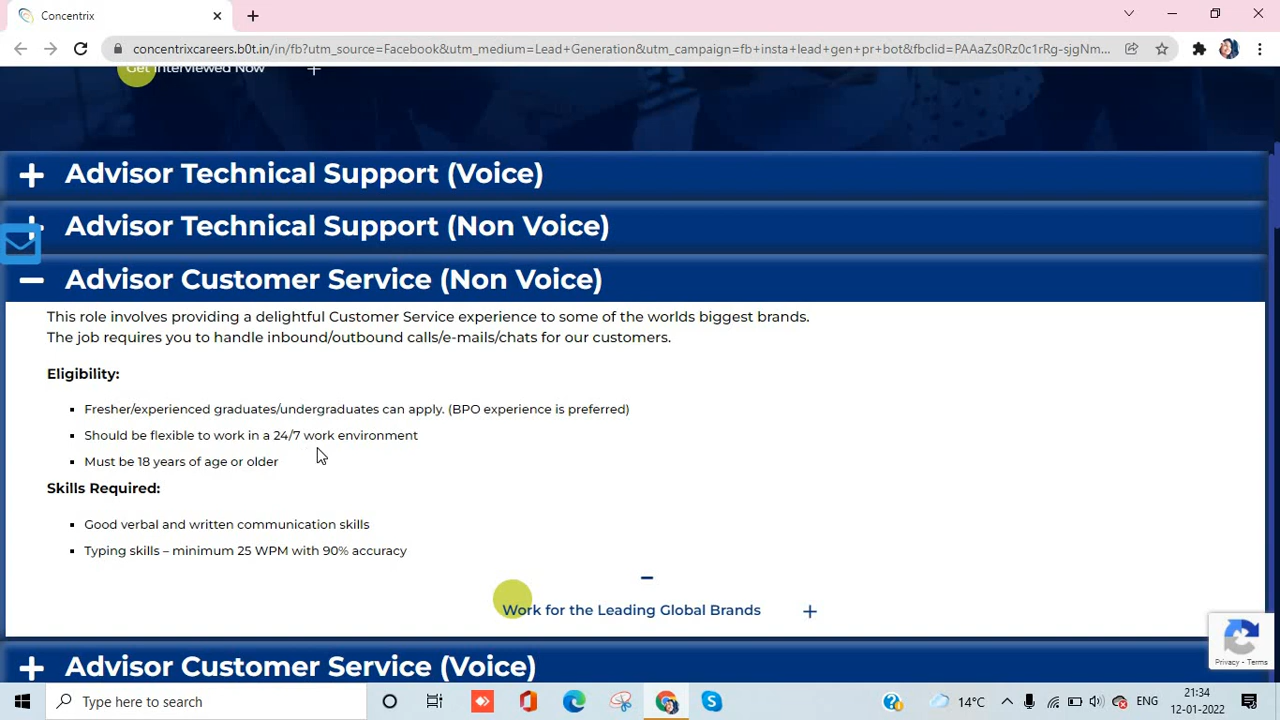 Concentrix
concentrixcareers.b0t.in/in/fb?utm_source=Facebook&utm_medium=Lead+Generation&utm_campaign=fb+insta+lead+gen+pr+bot&fbclid=PAAaZs0Rz0c1rRg-sjgNm...
Get Interviewed Now +
Advisor Technical Support (Voice)
Advisor Technical Support (Non Voice)
Advisor Customer Service (Non Voice)
This role involves providing a delightful Customer Service experience to some of the worlds biggest brands.
The job requires you to handle inbound/outbound calls/e-mails/chats for our customers.
Eligibility:
▪ Fresher/experienced graduates/undergraduates can apply. (BPO experience is preferred)
▪ Should be flexible to work in a 24/7 work environment
▪ Must be 18 years of age or older
Skills Required:
▪ Good verbal and written communication skills
▪ Typing skills – minimum 25 WPM with 90% accuracy
Work for the Leading Global Brands +
Privacy - Terms
Advisor Customer Service (Voice)
Type here to search
14°C
ENG
21:34
12-01-2022